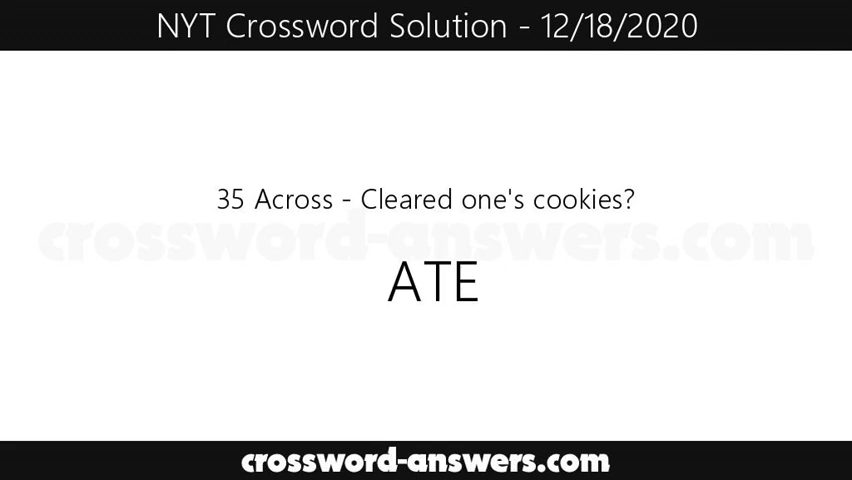 NYT Crossword Solution - 12/18/2020
35 Across - Cleared one's cookies?
crossword-answers.com
ATE
crossword-answers.com